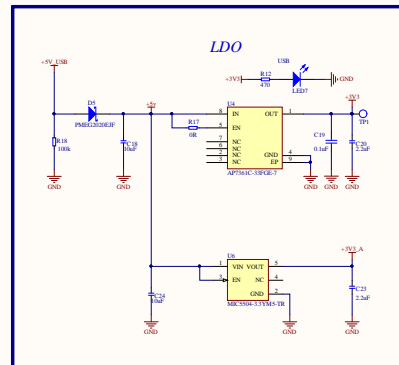 LDO
+5V_USB
USB
+3V3
R12
470
LED7
GND
D5
PMEG2020EJF
+5v
U4
+3V3
8 IN OUT 1
TP1
R17
0R
5 EN
R18
100k
C18
10uF
7 NC
6 NC
2 NC
3 NC
GND 4
EP 9
C19
0.1uF
C20
2.2uF
AP7361C-33FGE-7
GND
GND
GND
GND
GND
U6
+3V3_A
1 VIN VOUT 5
3 EN NC 4
GND 2
C24
10uF
MIC5504-3.3YM5-TR
C23
2.2uF
GND
GND
GND